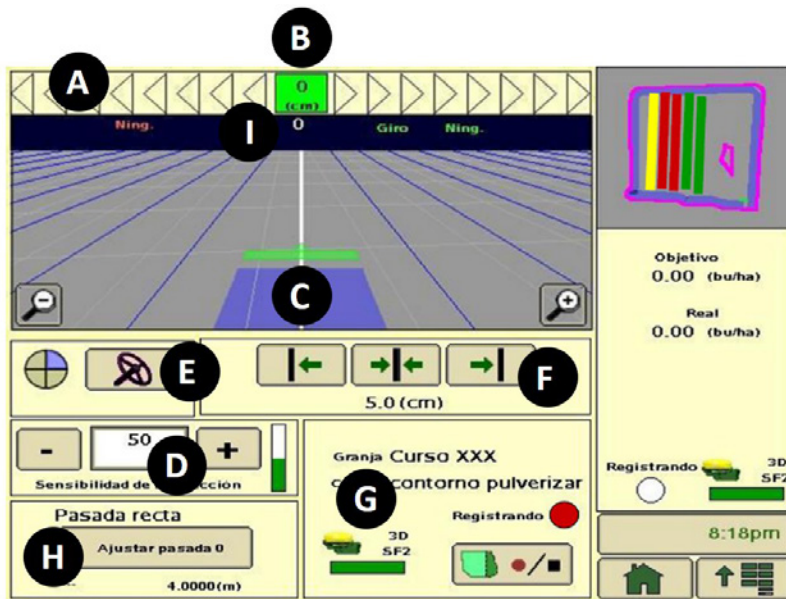 B
A
0
(cm)
I
Ning.
0
Giro
Ning.
C
E
F
5.0 (cm)
-
50
+
D
Sensibilidad de
Pasada recta
H
Ajustar pasada 0
4.0000(m)
Granja Curso XXX
G
contorno pulverizar
Registrando
3D
SF2
Objetivo
0.00 (bu/ha)
Real
0.00 (bu/ha)
Registrando
3D
SF2
8:18pm